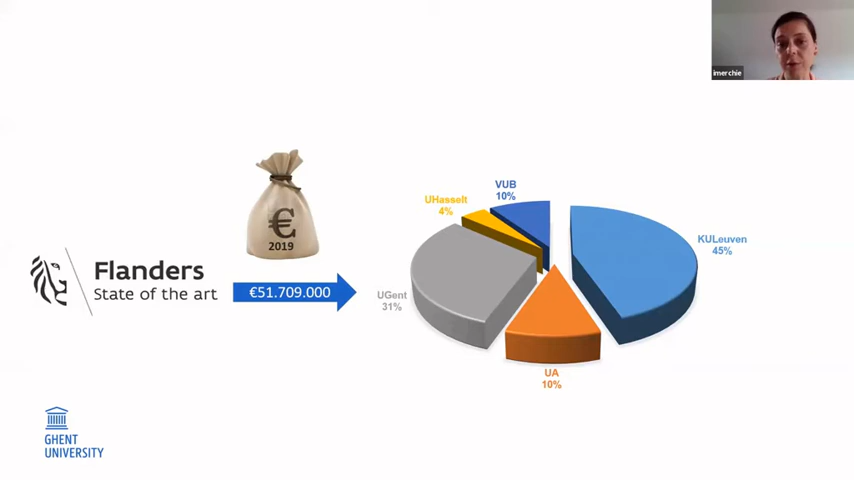 imerchie
VUB
10%
UHasselt
4%
KULeuven
45%
€
2019
Flanders
State of the art
€51.709.000
UGent
31%
UA
10%
GHENT
UNIVERSITY